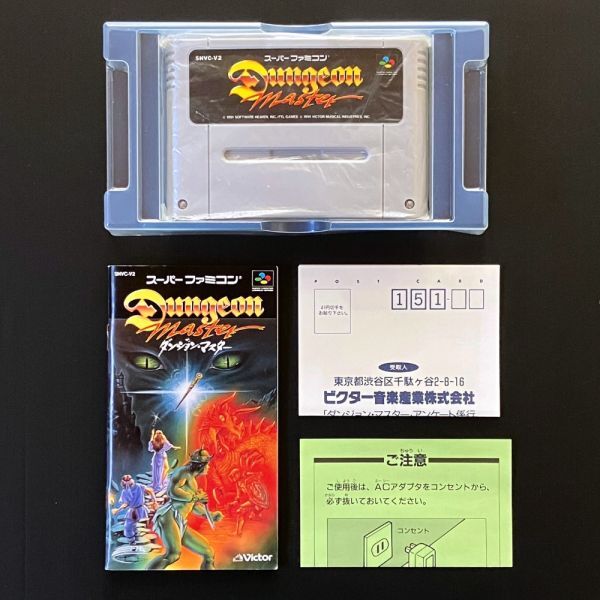 SHVC-V2
スーパーファミコン
Dungeon
Master
© 1991 SOFTWARE HEAVEN, INC./FTL GAMES © 1991 VICTOR MUSICAL INDUSTRIES, INC.
SHVC-V2
スーパーファミコン
Dungeon
Master
ダンジョン・マスター
Victor
POST CARD
151-
41円切手を
お貼り下さい
受取人
東京都渋谷区千駄ヶ谷2-8-16
ビクター音楽産業株式会社
「ダンジョン・マスター・アンケート係行
ちゅう い
ご注意
ご使用後は、ACアダプタをコンセントから、
必ず抜いておいてください。
コンセント